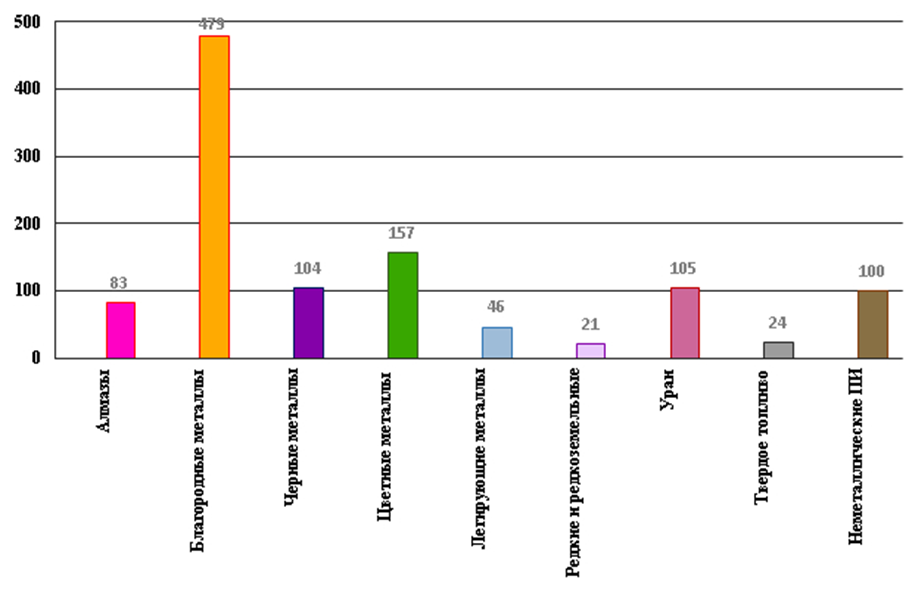 500
479
400
300
200
157
104
105
100
100
83
46
21
24
0
Алмазы
Благородные металлы
Черные металлы
Цветные металлы
Легирующие металлы
Редкие и редкоземельные
Уран
Твердое топливо
Неметаллические ПИ